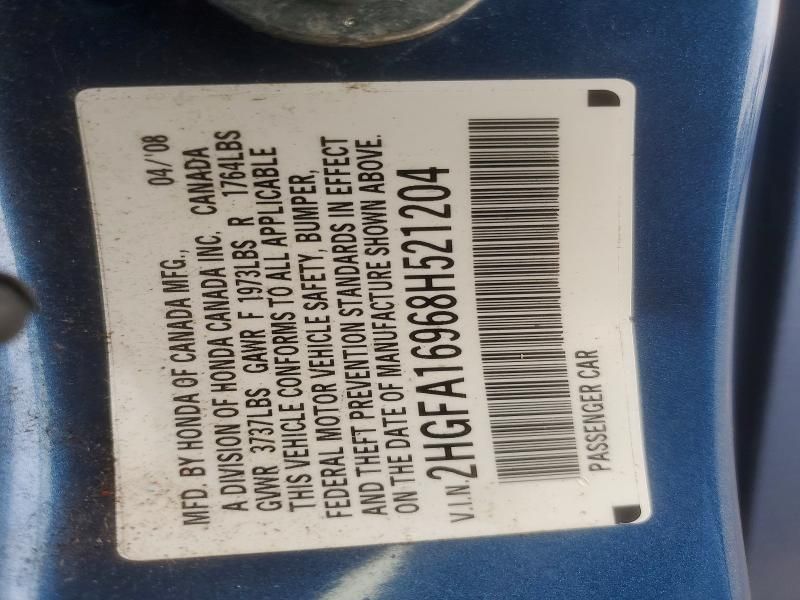 MFD. BY HONDA OF CANADA MFG., 04/'08
A DIVISION OF HONDA CANADA INC. CANADA
GVWR 3737LBS GAWR F 1973LBS R 1764LBS
THIS VEHICLE CONFORMS TO ALL APPLICABLE
FEDERAL MOTOR VEHICLE SAFETY, BUMPER,
AND THEFT PREVENTION STANDARDS IN EFFECT
ON THE DATE OF MANUFACTURE SHOWN ABOVE.
V.I.N. 2HGFA16968H521204
PASSENGER CAR